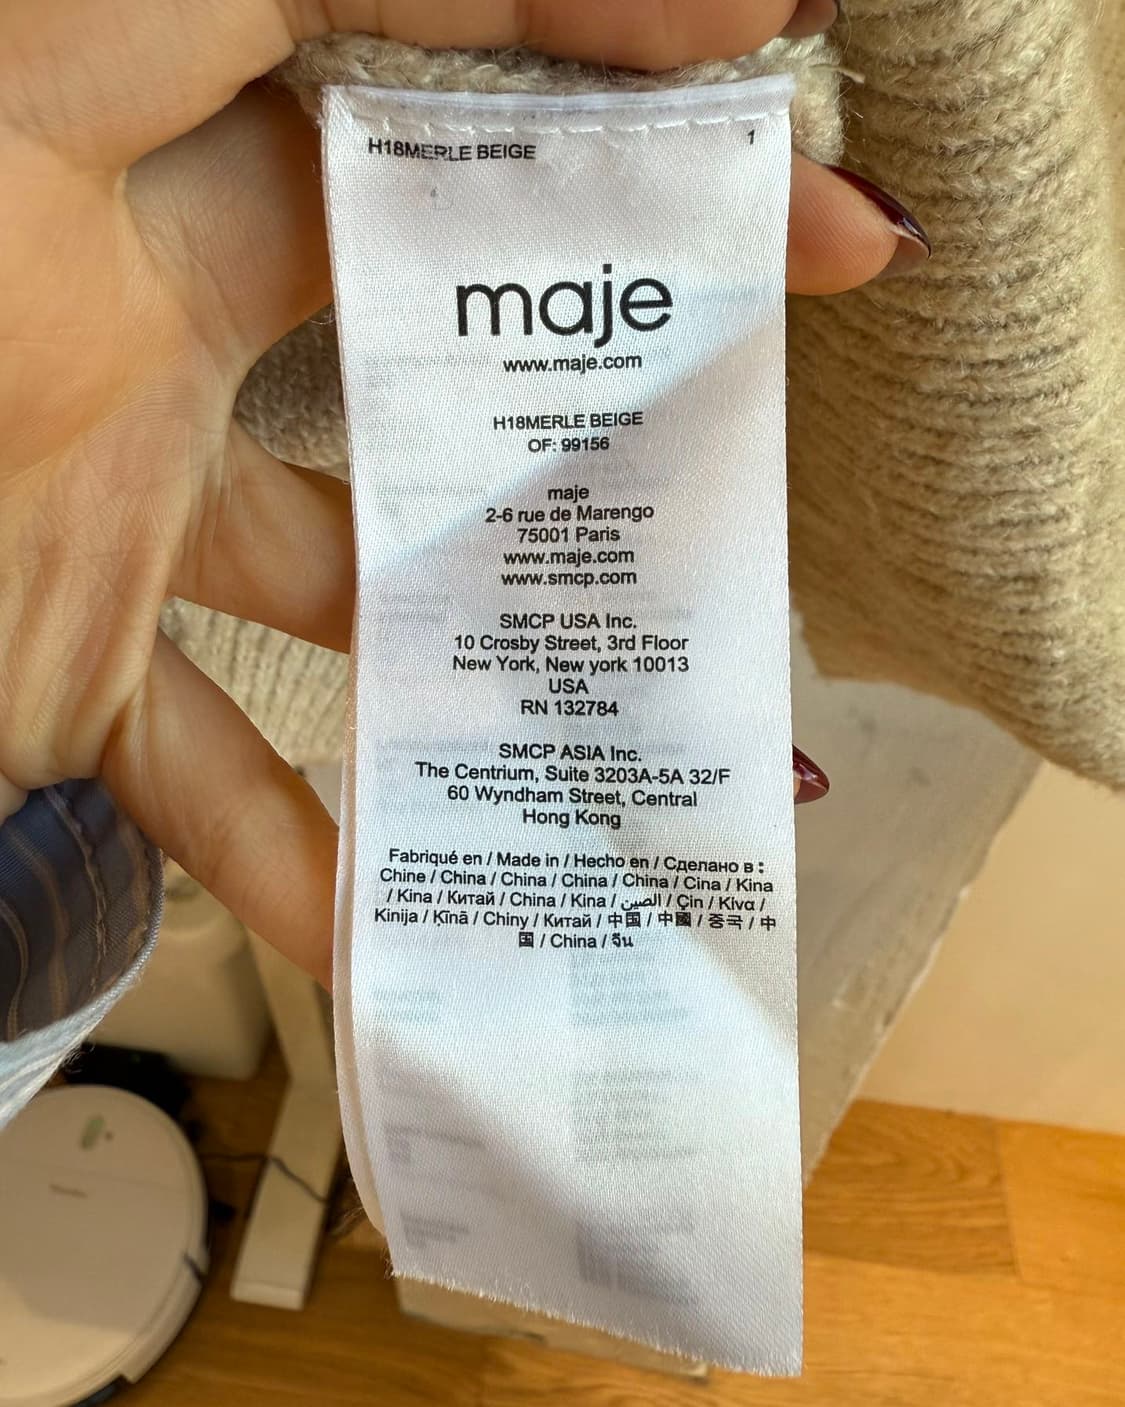 H18MERLE BEIGE 1
maje
www.maje.com
H18MERLE BEIGE
OF: 99156
maje
2-6 rue de Marengo
75001 Paris
www.maje.com
www.smcp.com
SMCP USA Inc.
10 Crosby Street, 3rd Floor
New York, New york 10013
USA
RN 132784
SMCP ASIA Inc.
The Centrium, Suite 3203A-5A 32/F
60 Wyndham Street, Central
Hong Kong
Fabriqué en / Made in / Hecho en / Сделано в :
Chine / China / China / China / China / Cina / Kina
/ Kina / Китай / China / Kina / الصين / Çin / Kίνα /
Kinija / Ķīnā / Chiny / Китай / 中国 / 中國 / 중국 / 中
国 / China / จีน